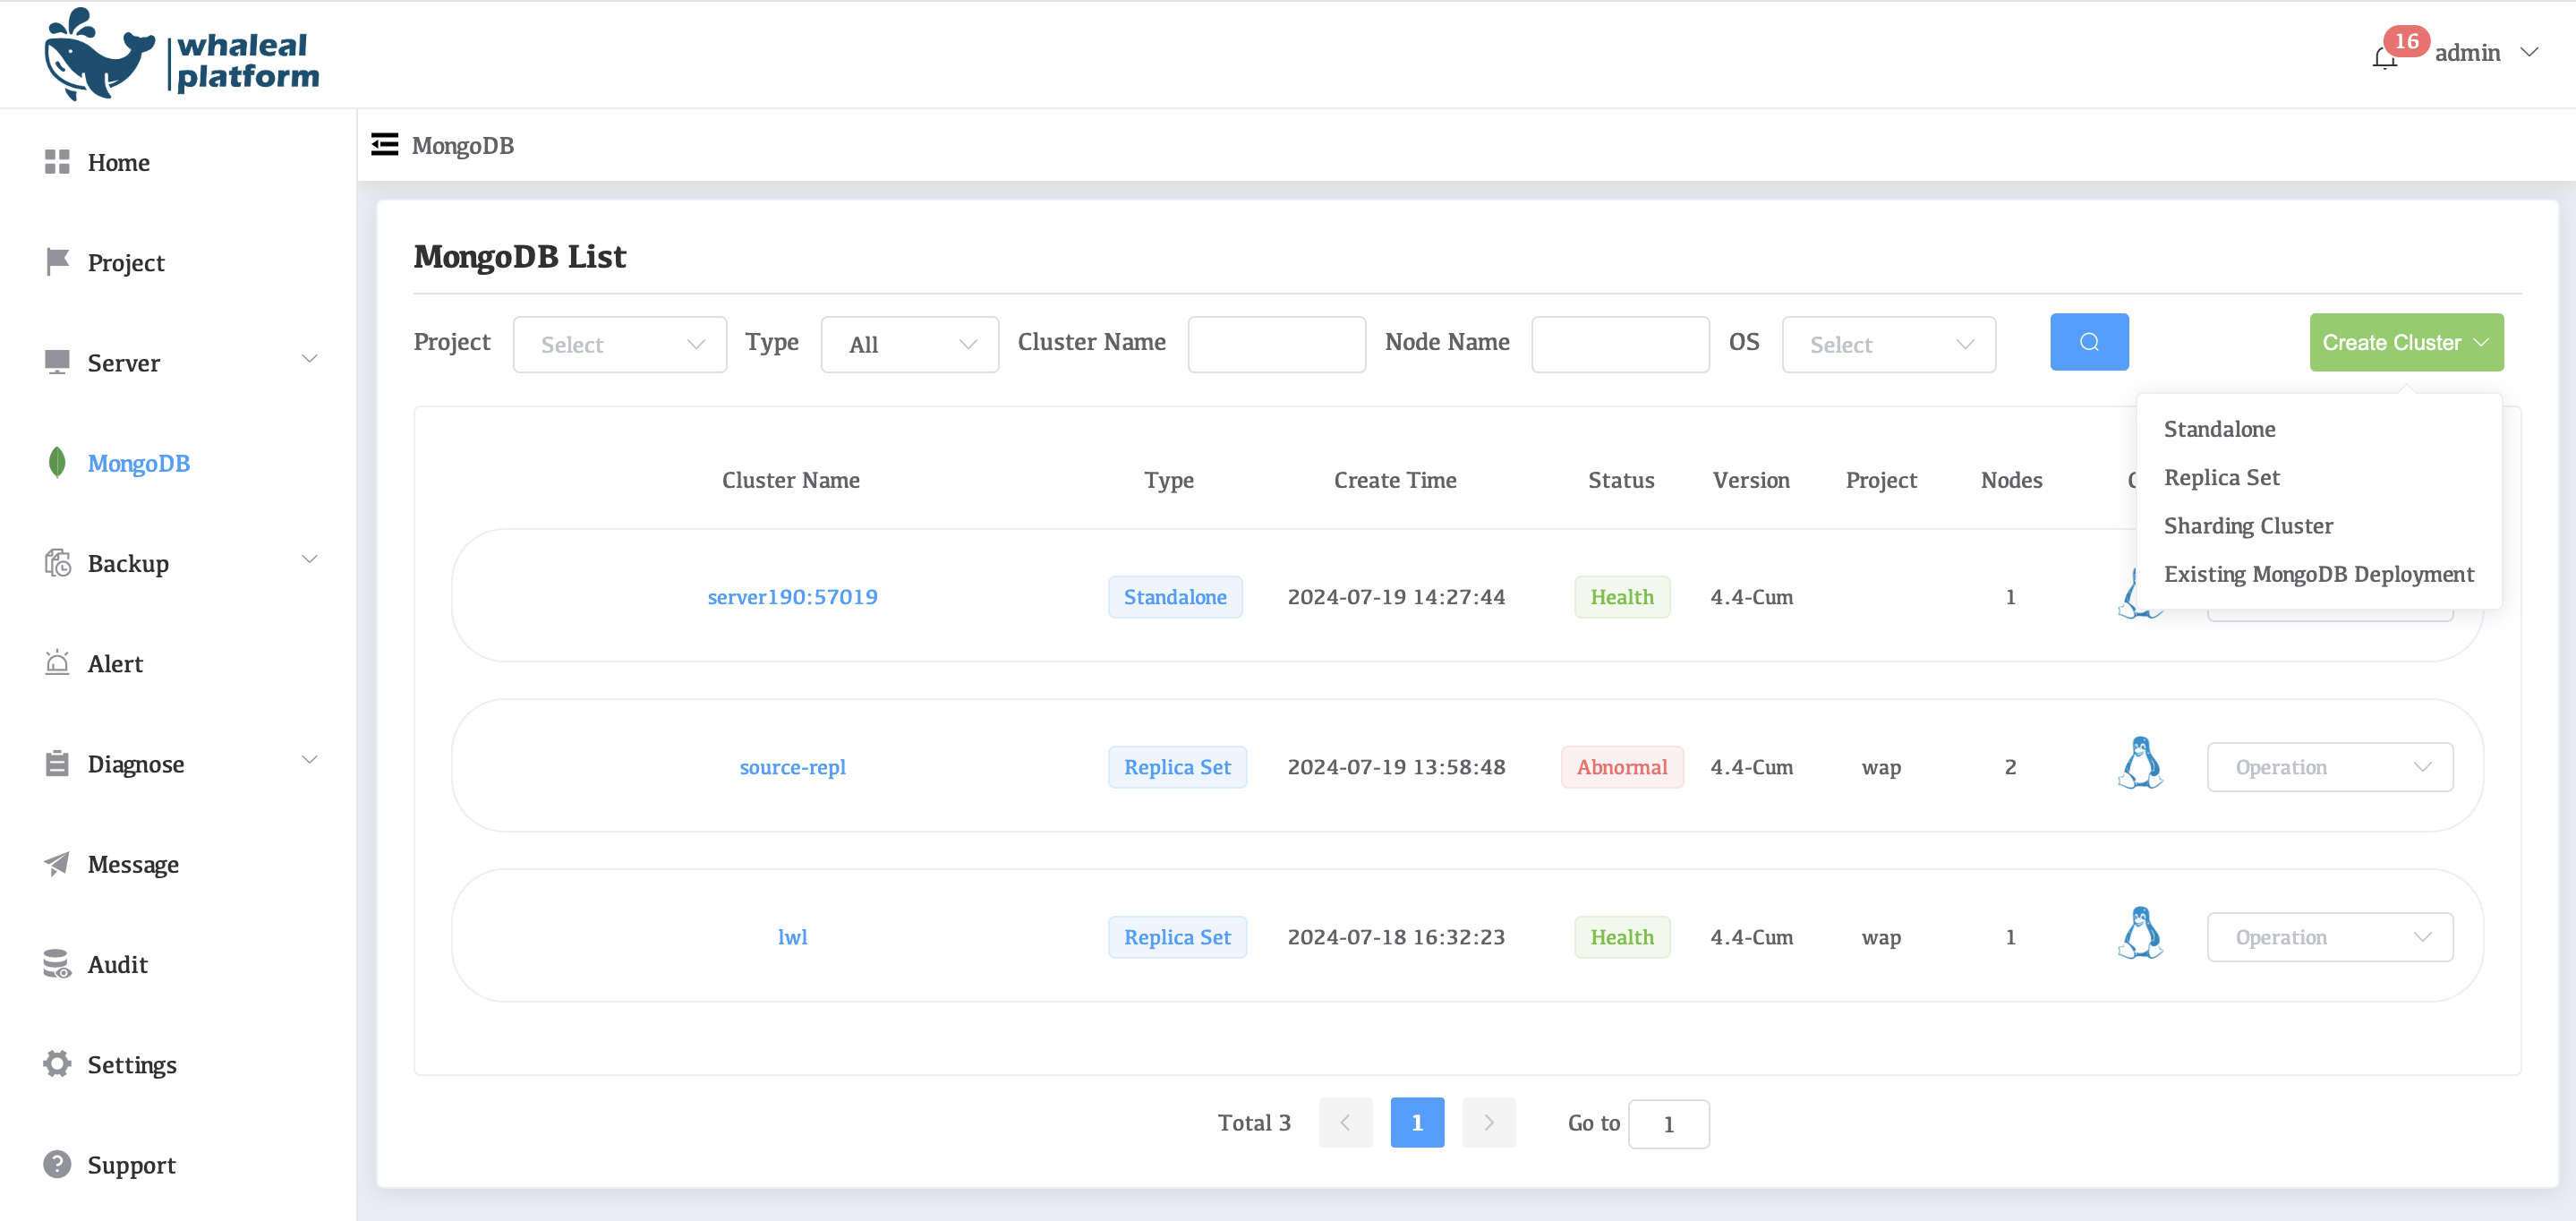 whaleal
platform
16
admin
Home
Project
Server
MongoDB
Backup
Alert
Diagnose
Message
Audit
Settings
Support
MongoDB
MongoDB List
Project Select Type All Cluster Name Node Name OS Select Create Cluster
Standalone
Replica Set
Sharding Cluster
Existing MongoDB Deployment
Cluster Name Type Create Time Status Version Project Nodes
server190:57019 Standalone 2024-07-19 14:27:44 Health 4.4-Cum 1
source-repl Replica Set 2024-07-19 13:58:48 Abnormal 4.4-Cum wap 2 Operation
lwl Replica Set 2024-07-18 16:32:23 Health 4.4-Cum wap 1 Operation
Total 3 1 Go to 1